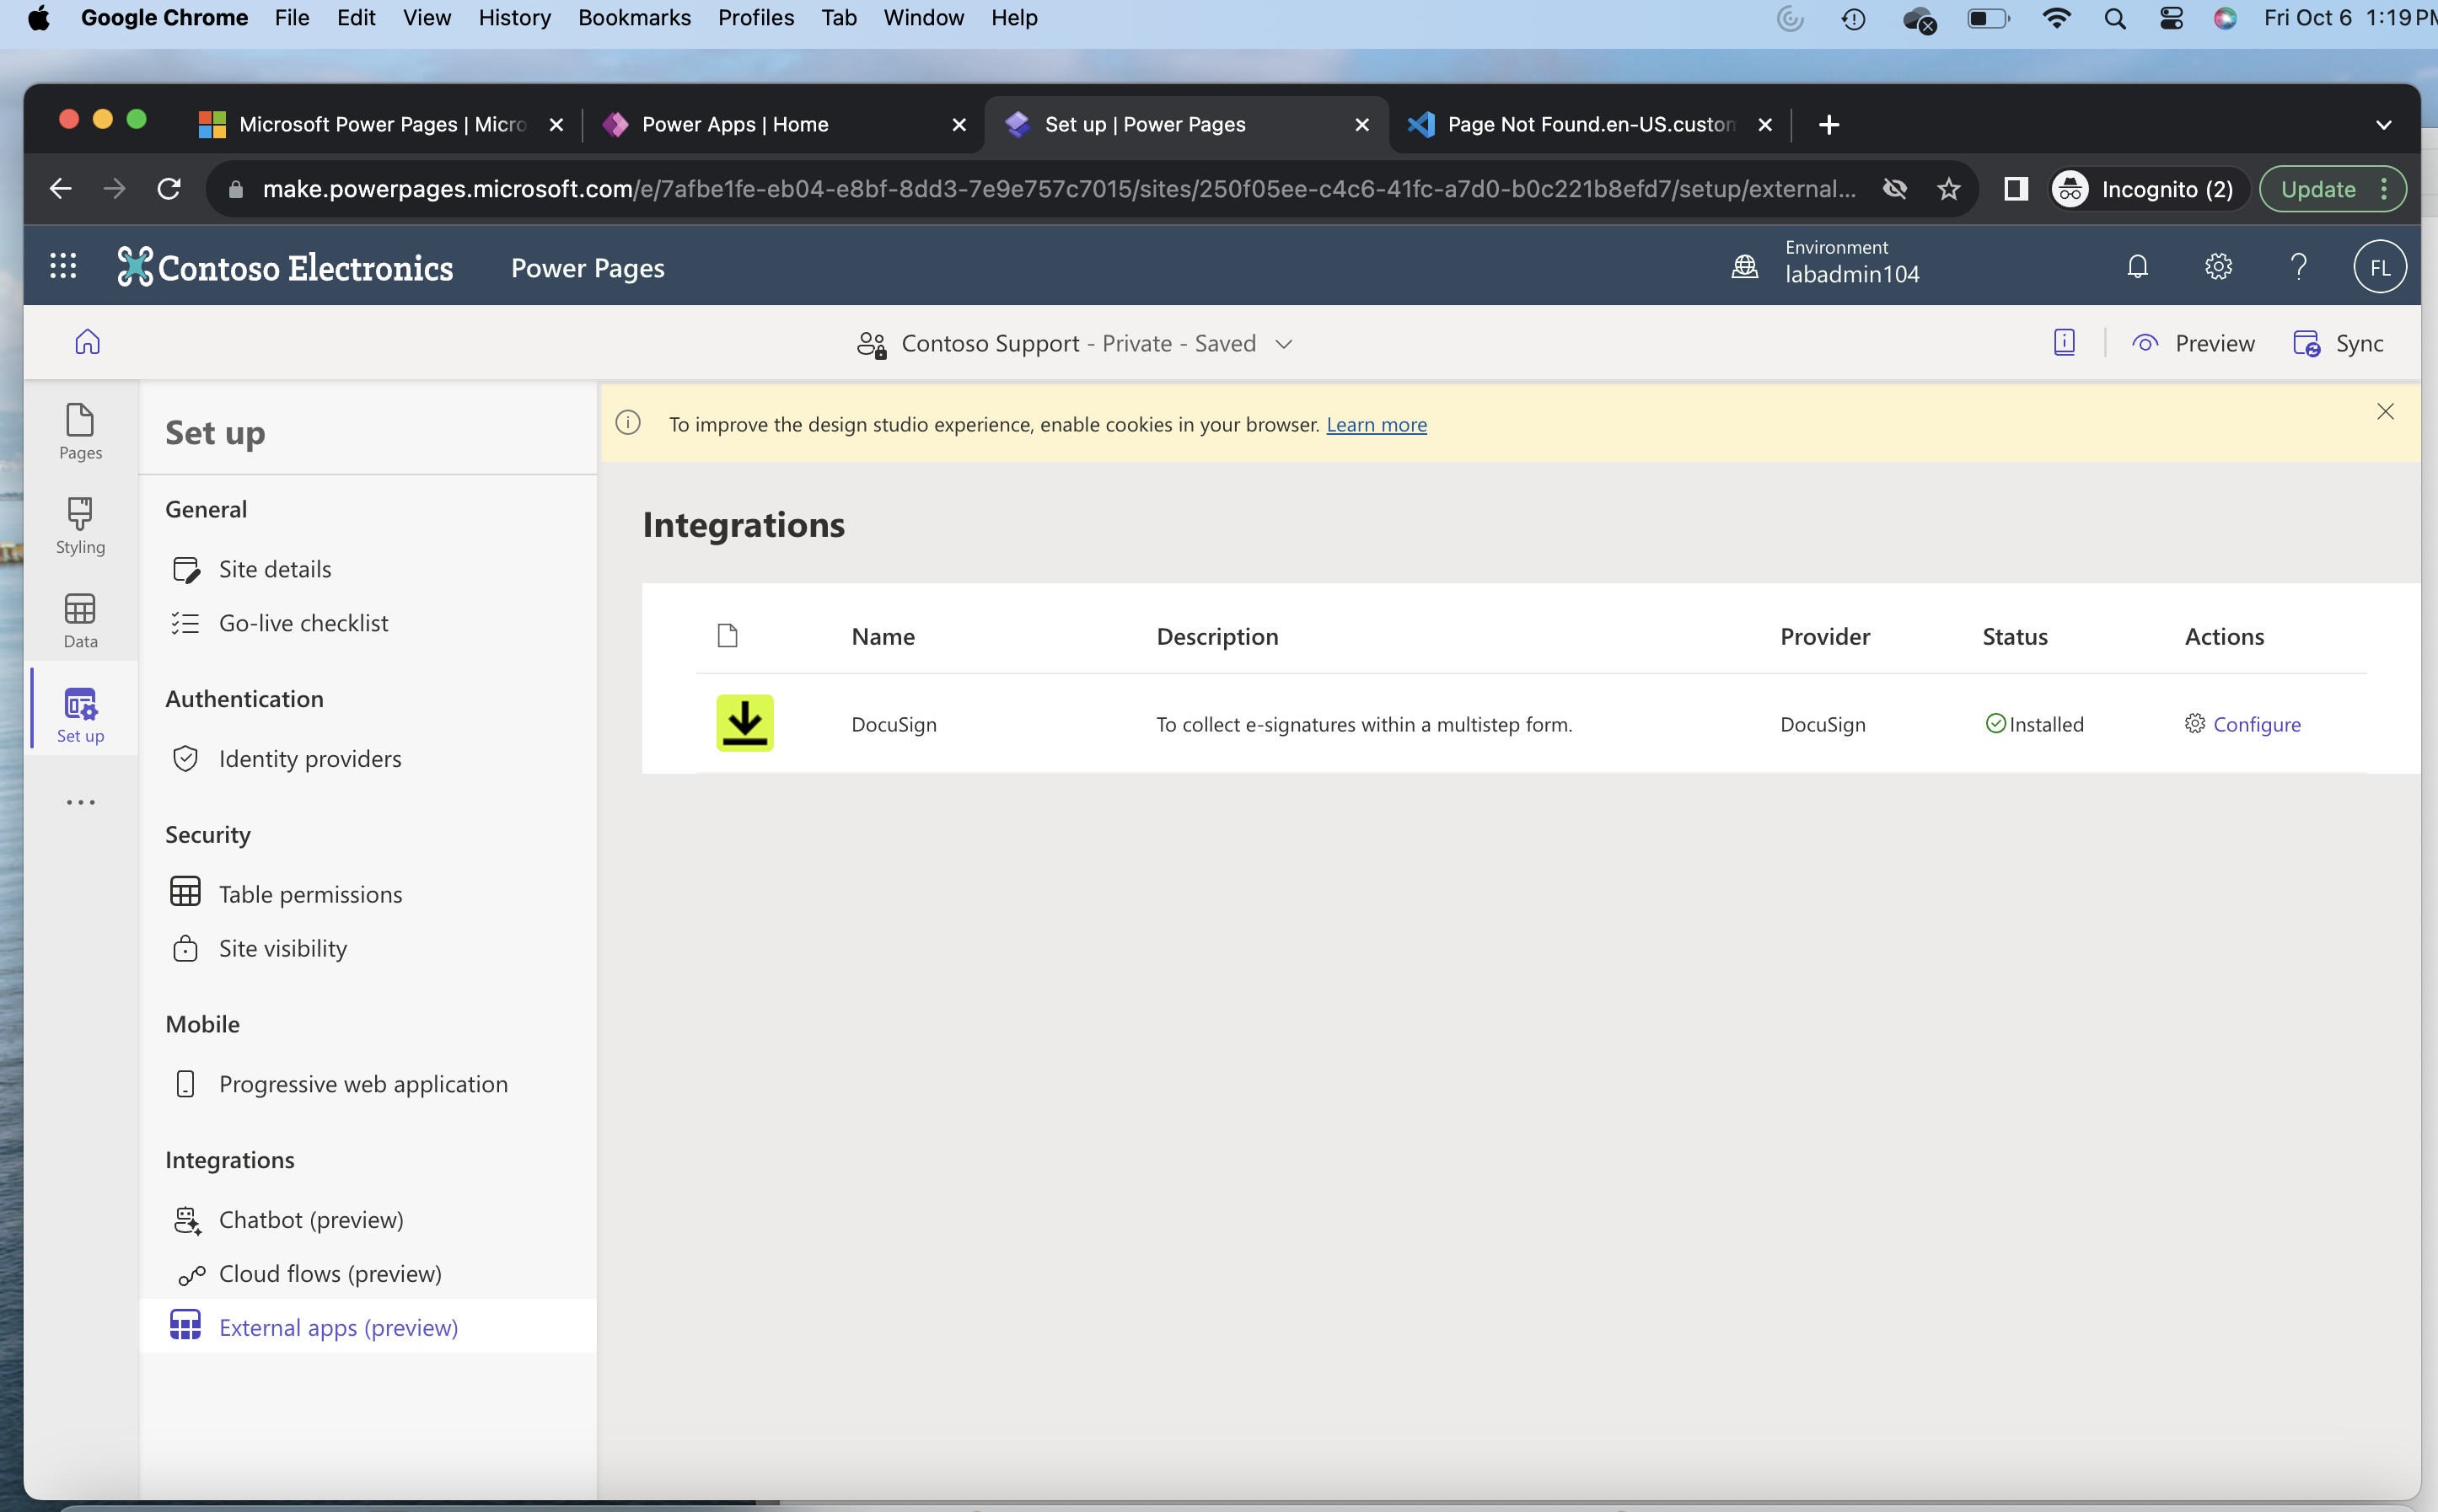 Google Chrome File Edit View History Bookmarks Profiles Tab Window Help Fri Oct 6 1:19PM
Microsoft Power Pages | Micro Power Apps | Home Set up | Power Pages Page Not Found.en-US.custom
make.powerpages.microsoft.com/e/7afbe1fe-eb04-e8bf-8dd3-7e9e757c7015/sites/250f05ee-c4c6-41fc-a7d0-b0c221b8efd7/setup/external... Incognito (2) Update
Contoso Electronics Power Pages Environment
labadmin104 FL
Contoso Support - Private - Saved Preview Sync
Pages
Styling
Data
Set up
Set up
General
Site details
Go-live checklist
Authentication
Identity providers
Security
Table permissions
Site visibility
Mobile
Progressive web application
Integrations
Chatbot (preview)
Cloud flows (preview)
External apps (preview)
To improve the design studio experience, enable cookies in your browser. Learn more
Integrations
Name Description Provider Status Actions
DocuSign To collect e-signatures within a multistep form. DocuSign Installed Configure